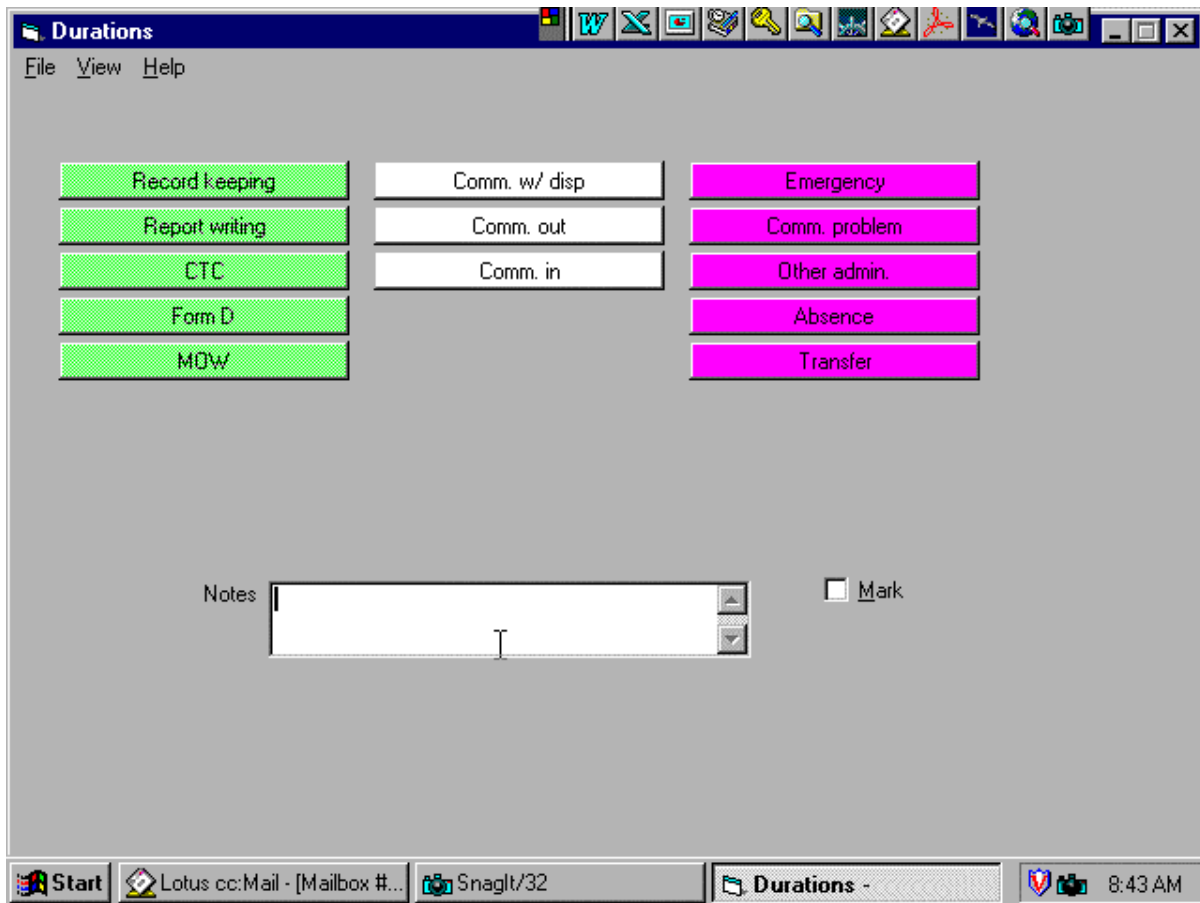 Durations
File View Help
Record keeping Comm. w/ disp Emergency
Report writing Comm. out Comm. problem
CTC Comm. in Other admin.
Form D Absence
MOW Transfer
Notes Mark
Start Lotus cc:Mail - [Mailbox #... SnagIt/32 Durations - 8:43 AM